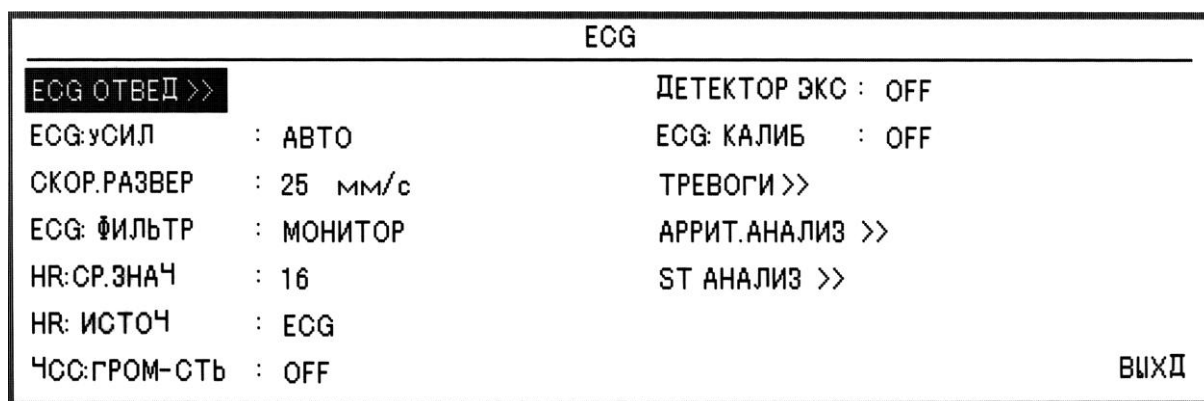 ECG
ECG ОТВЕД >>
ECG:уСИЛ : АВТО
СКОР.РАЗВЕР : 25 мм/с
ECG: ФИЛЬТР : МОНИТОР
HR:СР.ЗНАЧ : 16
HR: ИСТОЧ : ECG
ЧСС:ГРОМ-СТЬ : OFF
ДЕТЕКТОР ЭКС : OFF
ECG: КАЛИБ : OFF
ТРЕВОГИ >>
АРРИТ.АНАЛИЗ >>
ST АНАЛИЗ >>
ВЫХД